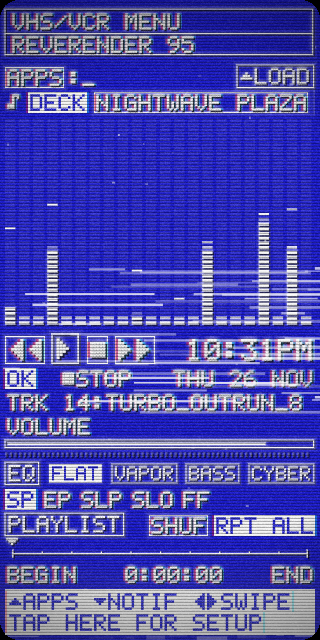 VHS/VCR MENU
REVERENDER 95
APPS:_ LOAD
DECK NIGHTWAVE PLAZA
10:31PM
OK STOP THU 26 NOV
TRK 14:TURBO_OUTRUN_8
VOLUME
EQ FLAT VAPOR BASS CYBER
SP EP SLP SLO FF
PLAYLIST SHUF RPT ALL
BEGIN 0:00:00 END
APPS NOTIF SWIPE
TAP HERE FOR SETUP